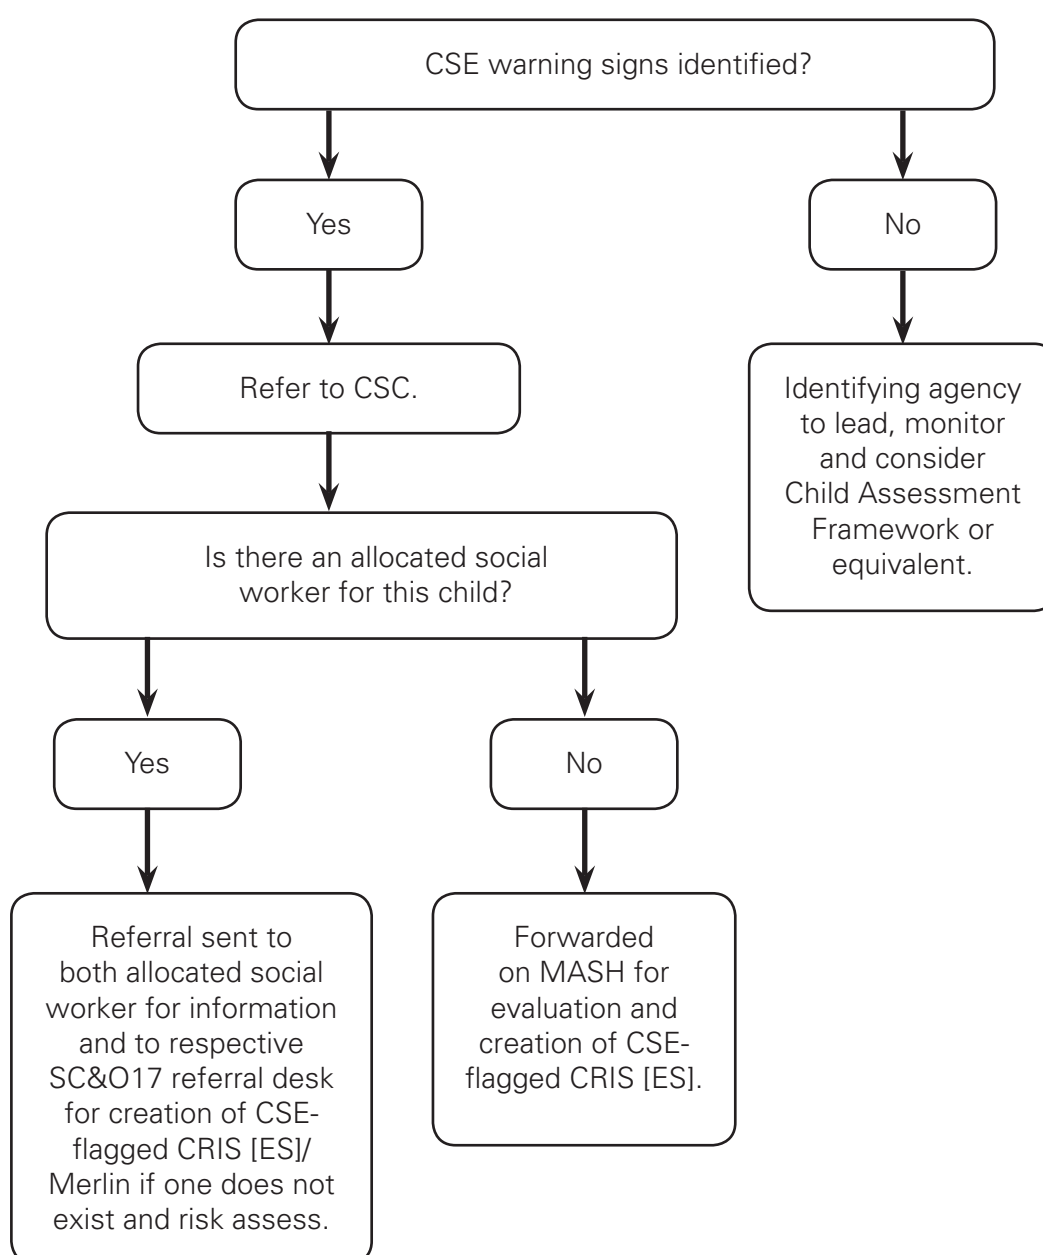 CSE warning signs identified?
Yes
No
Refer to CSC.
Identifying agency
to lead, monitor
and consider
Child Assessment
Framework or
equivalent.
Is there an allocated social
worker for this child?
Yes
No
Referral sent to
both allocated social
worker for information
and to respective
SC&O17 referral desk
for creation of CSE-
flagged CRIS [ES]/
Merlin if one does not
exist and risk assess.
Forwarded
on MASH for
evaluation and
creation of CSE-
flagged CRIS [ES].